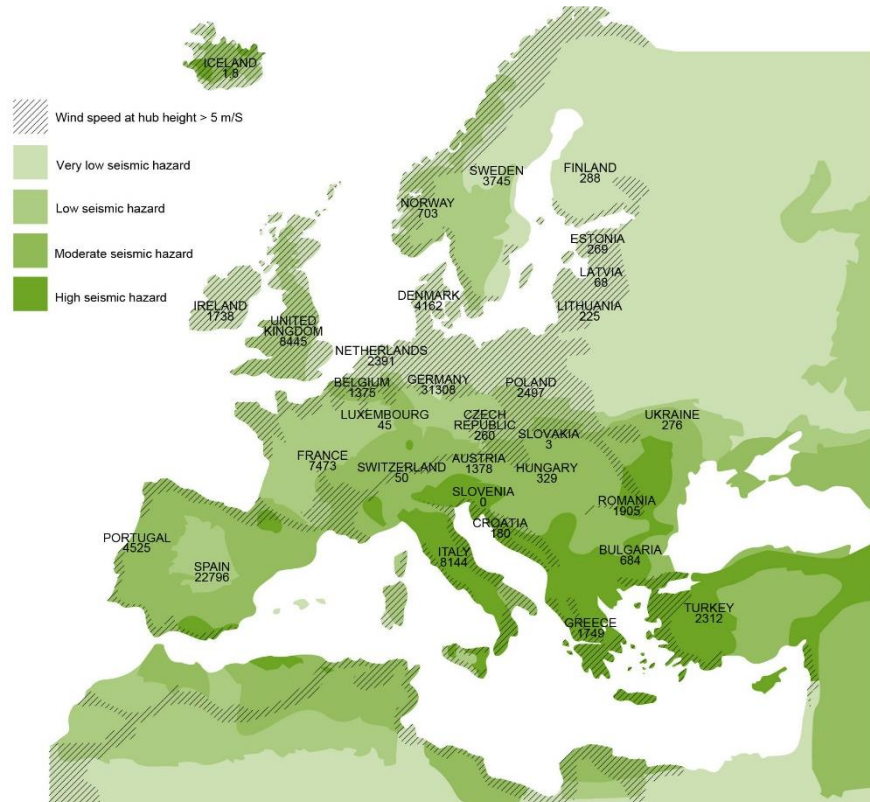 ICELAND
1.8
Wind speed at hub height > 5 m/S
Very low seismic hazard
Low seismic hazard
Moderate seismic hazard
High seismic hazard
SWEDEN
3745
FINLAND
288
NORWAY
703
ESTONIA
269
LATVIA
68
LITHUANIA
225
DENMARK
4162
IRELAND
1738
UNITED
KINGDOM
8445
NETHERLANDS
2391
BELGIUM
1375
GERMANY
31308
POLAND
2497
LUXEMBOURG
45
CZECH
REPUBLIC
260
SLOVAKIA
3
UKRAINE
276
FRANCE
7473
SWITZERLAND
50
AUSTRIA
1378
HUNGARY
329
SLOVENIA
0
ROMANIA
1905
CROATIA
180
PORTUGAL
4525
SPAIN
22796
ITALY
8144
BULGARIA
684
GREECE
1749
TURKEY
2312